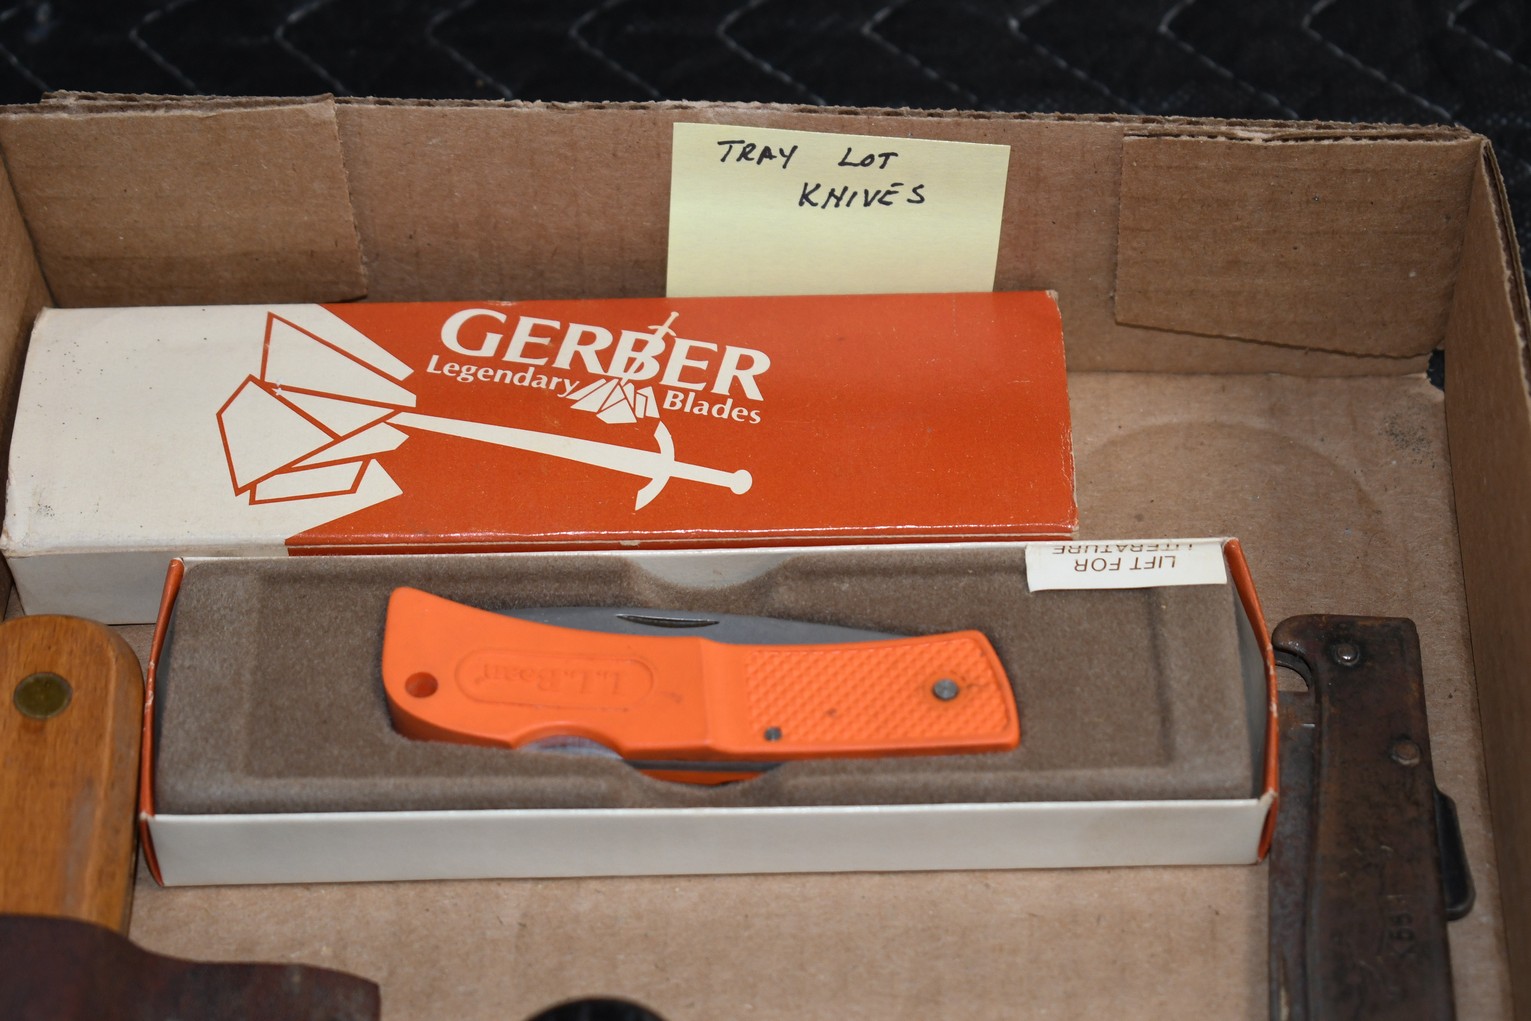 TRAY LOT
KNIVES
GERBER
Legendary Blades
LIFT FOR
LITERATURE
L.L.Bean